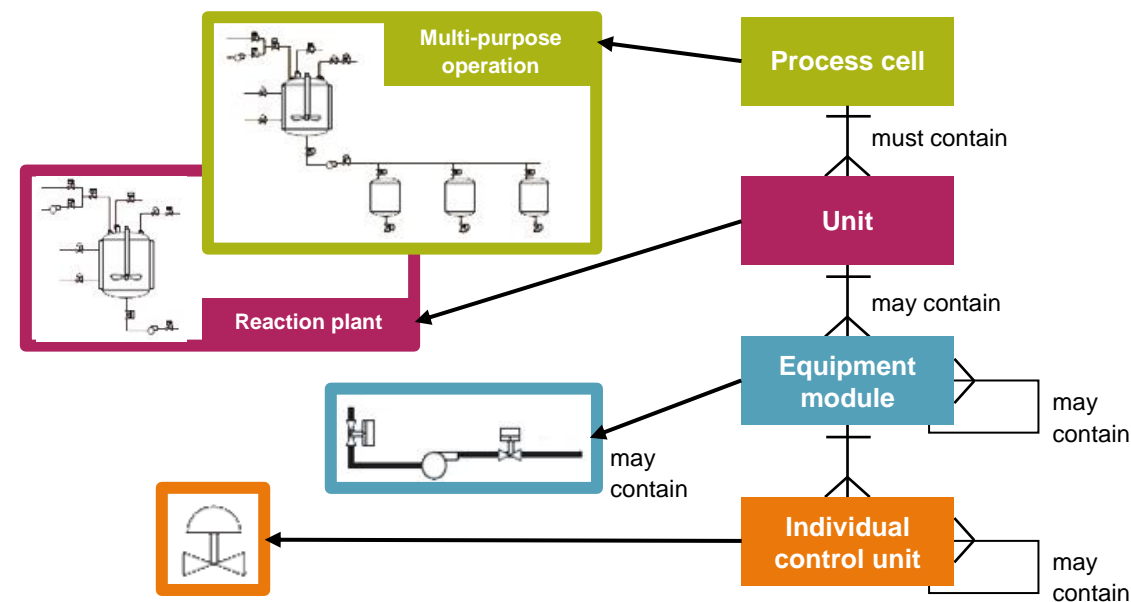 Multi-purpose
operation
Process cell
must contain
Unit
may contain
Reaction plant
Equipment
module
may
contain
may
contain
Individual
control unit
may
contain